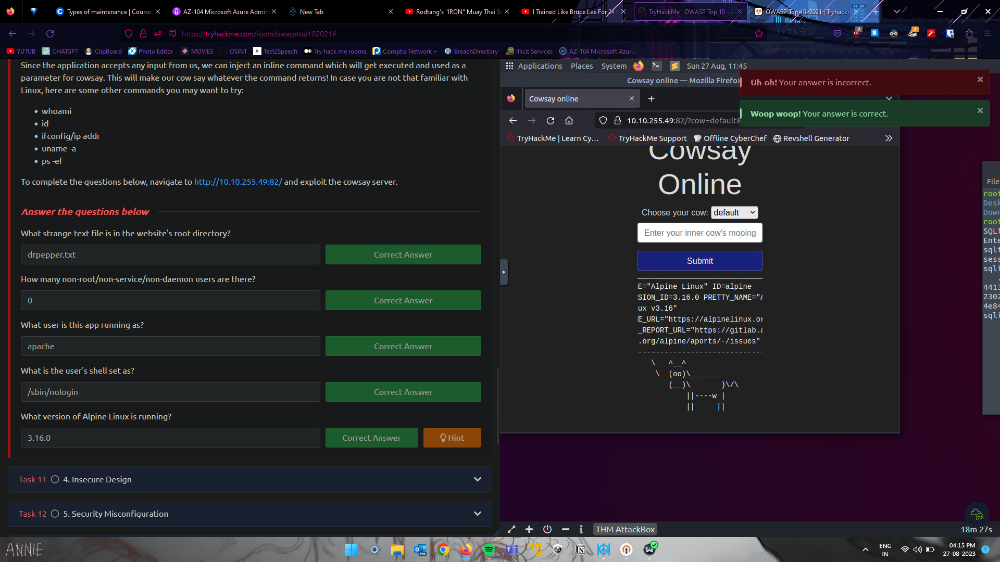 Types of maintenance | Courser
AZ-104 Microsoft Azure Admin
New Tab
Rodtang's "IRON" Muay Thai St
I Trained Like Bruce Lee For 24 h
TryHackMe | OWASP Top 10 - 2
OWASP Top 10-2021 | Tryhackm
https://tryhackme.com/room/owasptop102021#
2
7
YUTUB
CHATGPT
ClipBoard
Photo Editor
MOVIES
OSINT
Text2Speech
Try hack me rooms
Comptia Network +
BreachDirectory
Illicit Services
AZ-104 Microsoft Azur...
Since the application accepts any input from us, we can inject an inline command which will get executed and used as a
parameter for cowsay. This will make our cow say whatever the command returns! In case you are not that familiar with
Linux, here are some other commands you may want to try:
• whoami
• id
• ifconfig/ip addr
• uname -a
• ps -ef
To complete the questions below, navigate to http://10.10.255.49:82/ and exploit the cowsay server.
Answer the questions below
What strange text file is in the website's root directory?
drpepper.txt
Correct Answer
How many non-root/non-service/non-daemon users are there?
0
Correct Answer
What user is this app running as?
apache
Correct Answer
What is the user's shell set as?
/sbin/nologin
Correct Answer
What version of Alpine Linux is running?
3.16.0
Correct Answer
Hint
Task 11 4. Insecure Design
Task 12 5. Security Misconfiguration
Applications Places System Sun 27 Aug, 11:45
Cowsay online — Mozilla Firefox
Uh-oh! Your answer is incorrect.
Woop woop! Your answer is correct.
Cowsay online
10.10.255.49:82/?cow=default&
TryHackMe | Learn Cy...
TryHackMe Support
Offline CyberChef
Revshell Generator
Cowsay
Online
Choose your cow: default
Enter your inner cow's mooing
Submit
E="Alpine Linux" ID=alpine
SION_ID=3.16.0 PRETTY_NAME="A
ux v3.16"
E_URL="https://alpinelinux.or
_REPORT_URL="https://gitlab.a
.org/alpine/aports/-/issues"
------------------------------
\   ^__^
 \  (oo)\_______
    (__)\       )\/\
        ||----w |
        ||     ||
File
root
Desk
Down
root
SQLi
Ente
sqli
sess
sqli
4413
2302
4e84
sqli
THM AttackBox
18m 27s
ANNIE
ENG
IN
04:15 PM
27-08-2023
1